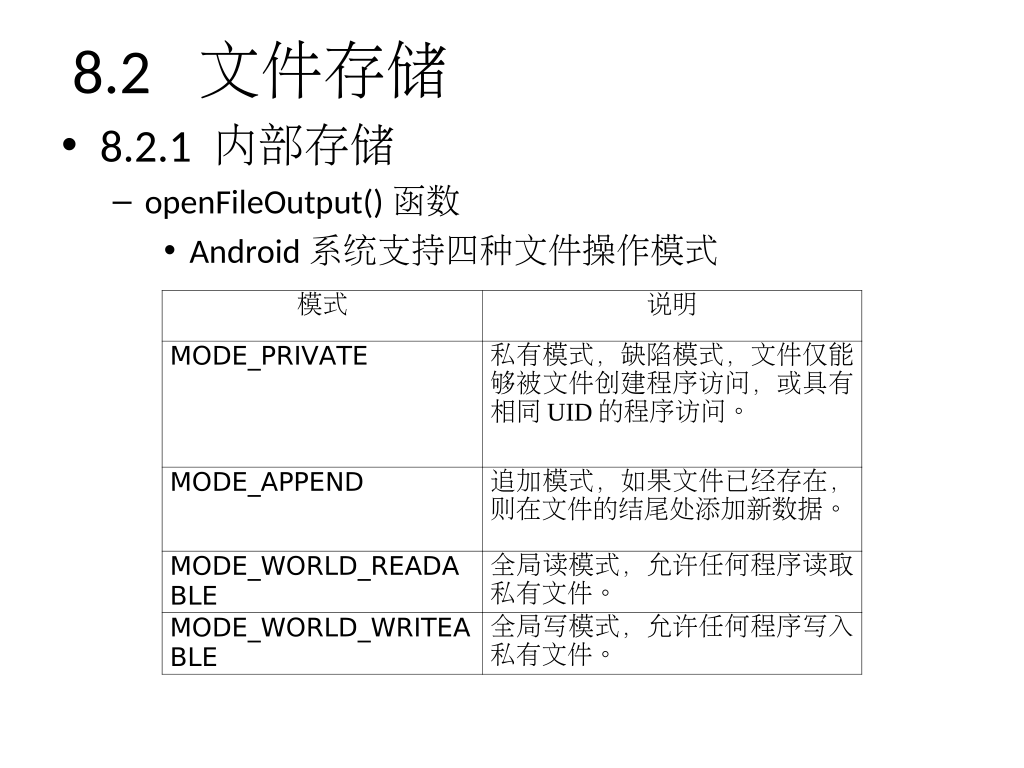 8.2 文件存储
• 8.2.1 内部存储
– openFileOutput() 函数
• Android 系统支持四种文件操作模式
模式
说明
MODE_PRIVATE
私有模式，缺陷模式，文件仅能
够被文件创建程序访问，或具有
相同 UID 的程序访问。
MODE_APPEND
追加模式，如果文件已经存在，
则在文件的结尾处添加新数据。
MODE_WORLD_READA
BLE
全局读模式，允许任何程序读取
私有文件。
MODE_WORLD_WRITEA
BLE
全局写模式，允许任何程序写入
私有文件。